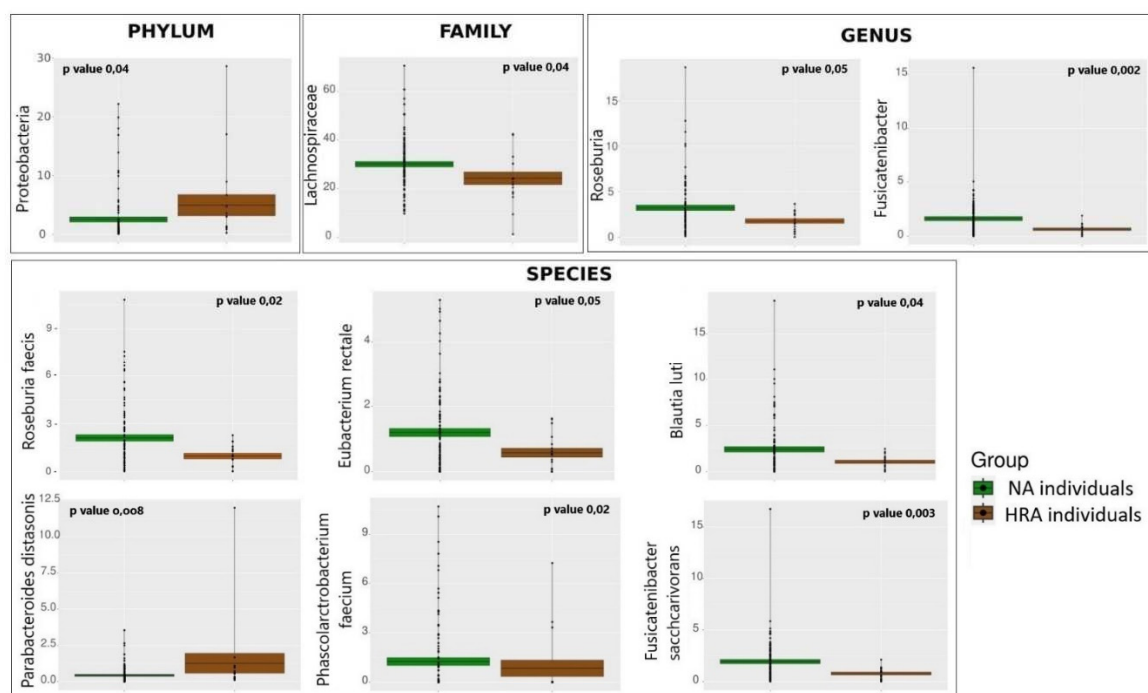 PHYLUM
p value 0,04
Proteobacteria
30
20
10
5
0
FAMILY
p value 0,04
Lachnospiraceae
60
40
20
0
GENUS
p value 0,05
Roseburia
15
10
5
0
p value 0,002
Fusicatenibacter
15
10
5
0
SPECIES
p value 0,02
Roseburia faecis
9
6
3
0
p value 0,05
Eubacterium rectale
4
2
0
p value 0,04
Blautia luti
15
10
5
0
p value o,oo8
Parabacteroides distasonis
12.5
10.0
7.5
5.0
2.5
0.0
p value 0,02
Phascolarctrobacterium
faecium
9
6
3
0
p value 0,003
Fusicatenibacter
sacchcarivorans
15
10
5
0
Group
NA individuals
HRA individuals